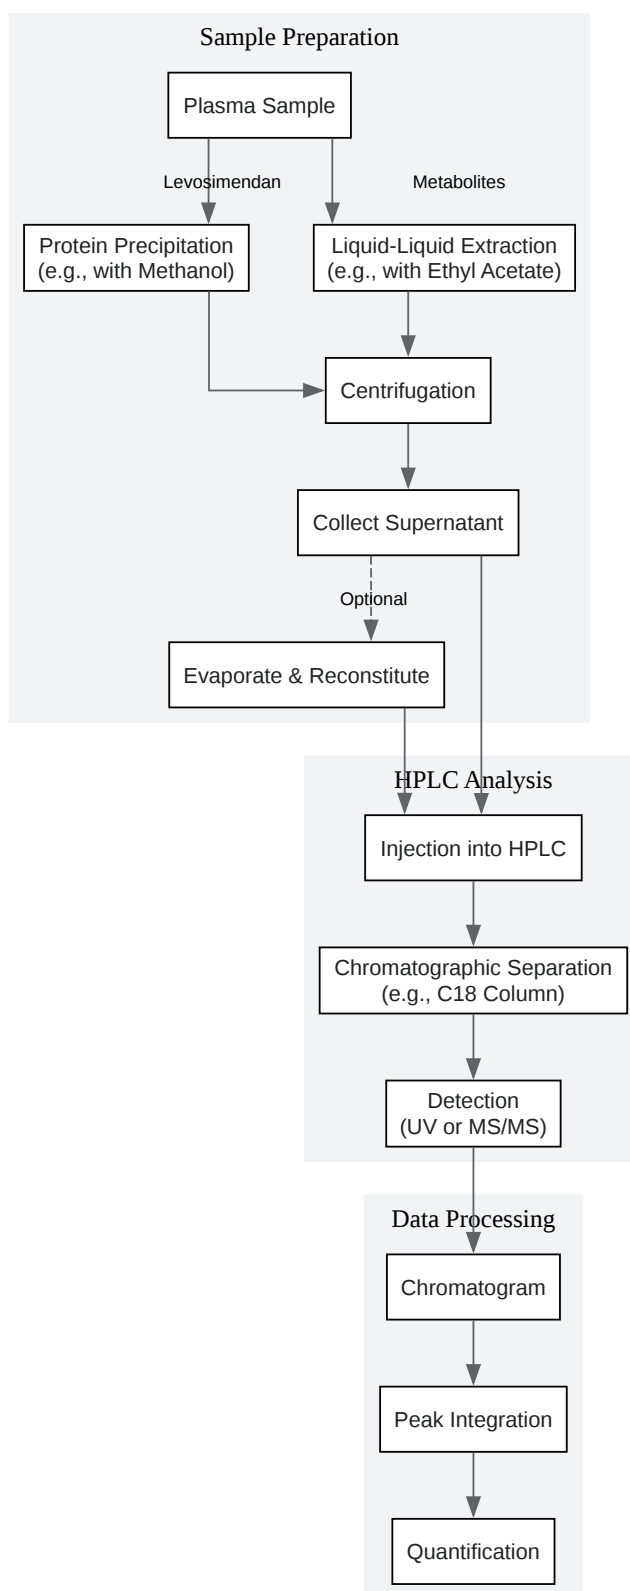 Sample Preparation
Plasma Sample
Levosimendan
Metabolites
Protein Precipitation
(e.g., with Methanol)
Liquid-Liquid Extraction
(e.g., with Ethyl Acetate)
Centrifugation
Collect Supernatant
Optional
Evaporate & Reconstitute
HPLC Analysis
Injection into HPLC
Chromatographic Separation
(e.g., C18 Column)
Detection
(UV or MS/MS)
Data Processing
Chromatogram
Peak Integration
Quantification